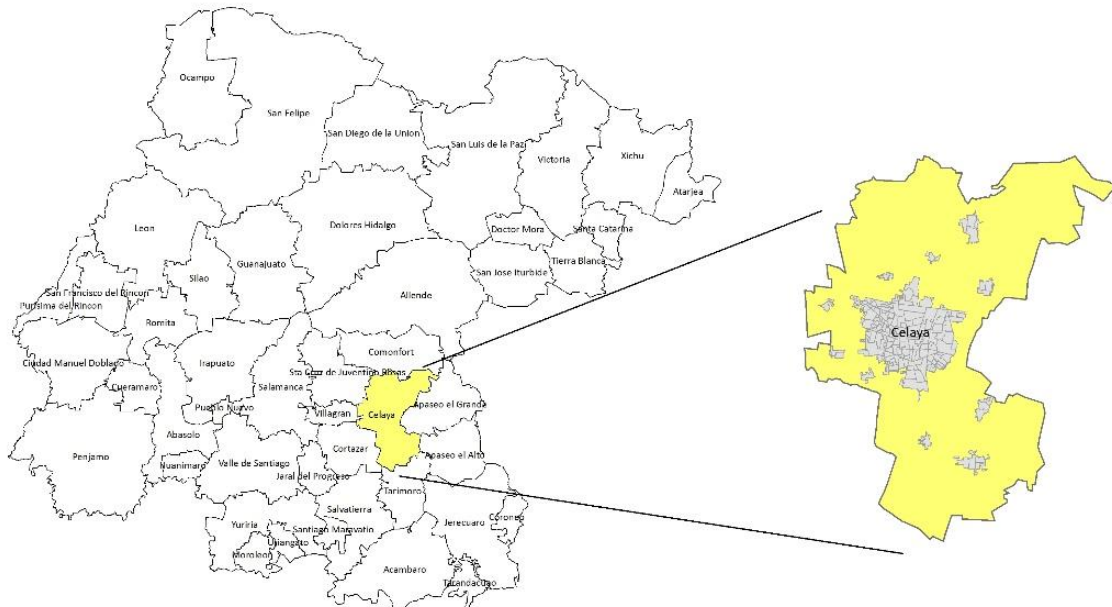 Ocampo
San Felipe
San Diego de la Union
San Luis de la Paz
Victoria
Xichu
Atarjea
Leon
Dolores Hidalgo
Doctor Mora
Santa Catarina
Silao
Guanajuato
San Jose Iturbide
Tierra Blanca
Allende
San Francisco del Rincon
Purisima del Rincon
Romita
Celaya
Comonfort
Ciudad Manuel Doblado
Irapuato
Sta Cruz de Juventino Rosas
Cueramaro
Salamanca
Pueblo Nuevo
Villagran
Celaya
Apaseo el Grande
Abasolo
Penjamo
Cortazar
Apaseo el Alto
Huanimaro
Valle de Santiago
Jaral del Progreso
Tarimoro
Salvatierra
Coroneo
Yuriria
Santiago Maravatio
Jerecuaro
Uriangato
Moroleon
Acambaro
Tarandacuao